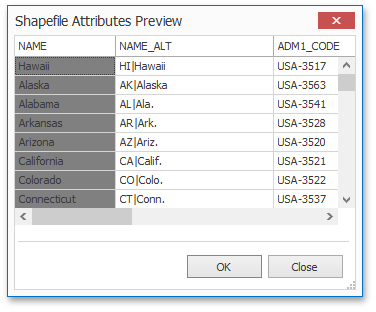 Shapefile Attributes Preview
NAME NAME_ALT ADM1_CODE
Hawaii HI|Hawaii USA-3517
Alaska AK|Alaska USA-3563
Alabama AL|Ala. USA-3541
Arkansas AR|Ark. USA-3528
Arizona AZ|Ariz. USA-3520
California CA|Calif. USA-3521
Colorado CO|Colo. USA-3522
Connecticut CT|Conn. USA-3537
OK Close